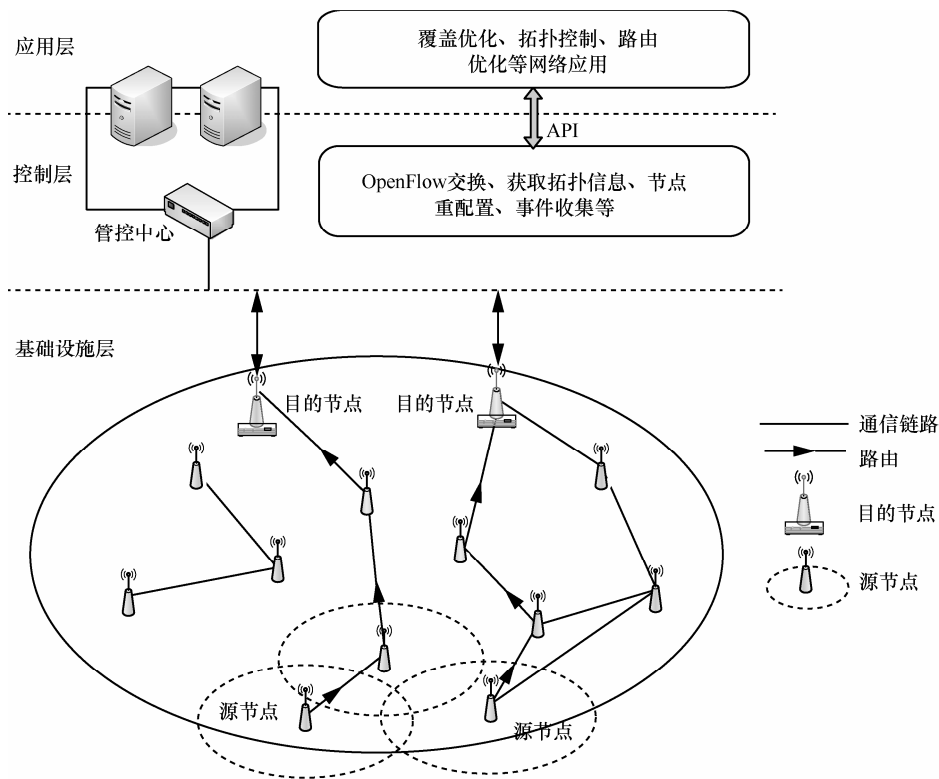 应用层
覆盖优化、拓扑控制、路由
优化等网络应用
API
控制层
OpenFlow交换、获取拓扑信息、节点
重配置、事件收集等
管控中心
基础设施层
目的节点
目的节点
通信链路
路由
目的节点
源节点
源节点
源节点